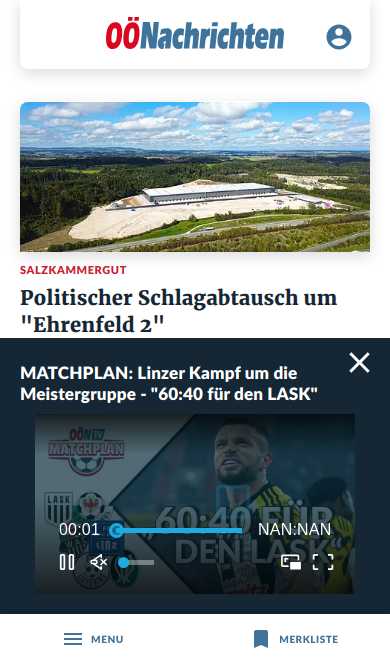 OÖNachrichten
SALZKAMMERGUT
Politischer Schlagabtausch um
"Ehrenfeld 2"
MATCHPLAN: Linzer Kampf um die
Meistergruppe - "60:40 für den LASK"
OÖN TV
MATCHPLAN
LASK
„60:40 FÜR
DEN LASK“
00:01
NAN:NAN
MENU
MERKLISTE